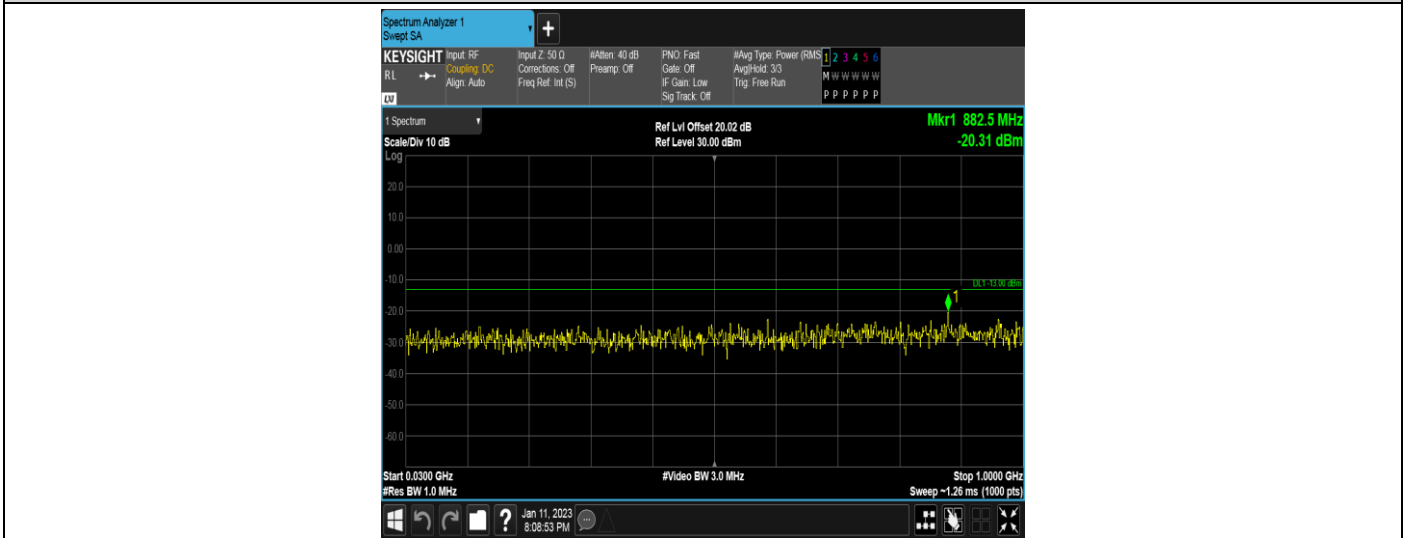 Spectrum Analyzer 1
Swept SA
+
KEYSIGHT
RL
LXI
Input: RF
Coupling: DC
Align: Auto
Input Z: 50 Ω
Corrections: Off
Freq Ref: Int (S)
#Atten: 40 dB
Preamp: Off
PNO: Fast
Gate: Off
IF Gain: Low
Sig Track: Off
#Avg Type: Power (RMS
Avg|Hold: 3/3
Trig: Free Run
1 2 3 4 5 6
M W W W W W
P P P P P P
1 Spectrum
Scale/Div 10 dB
Ref Lvl Offset 20.02 dB
Ref Level 30.00 dBm
Mkr1 882.5 MHz
-20.31 dBm
Log
20.0
10.0
0.00
-10.0
DL1 -13.00 dBm
1
-20.0
-30.0
-40.0
-50.0
-60.0
Start 0.0300 GHz
#Video BW 3.0 MHz
Stop 1.0000 GHz
#Res BW 1.0 MHz
Sweep ~1.26 ms (1000 pts)
?
Jan 11, 2023
8:08:53 PM